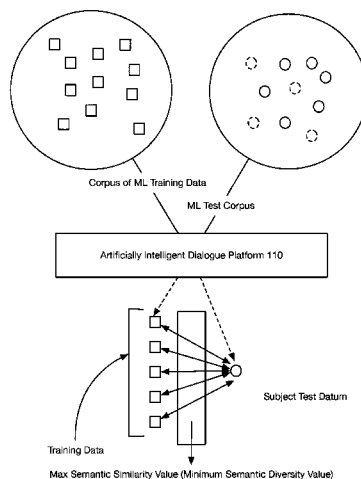 Corpus of ML Training Data
ML Test Corpus
Artificially Intelligent Dialogue Platform 110
Subject Test Datum
Training Data
Max Semantic Similarity Value (Minimum Semantic Diversity Value)